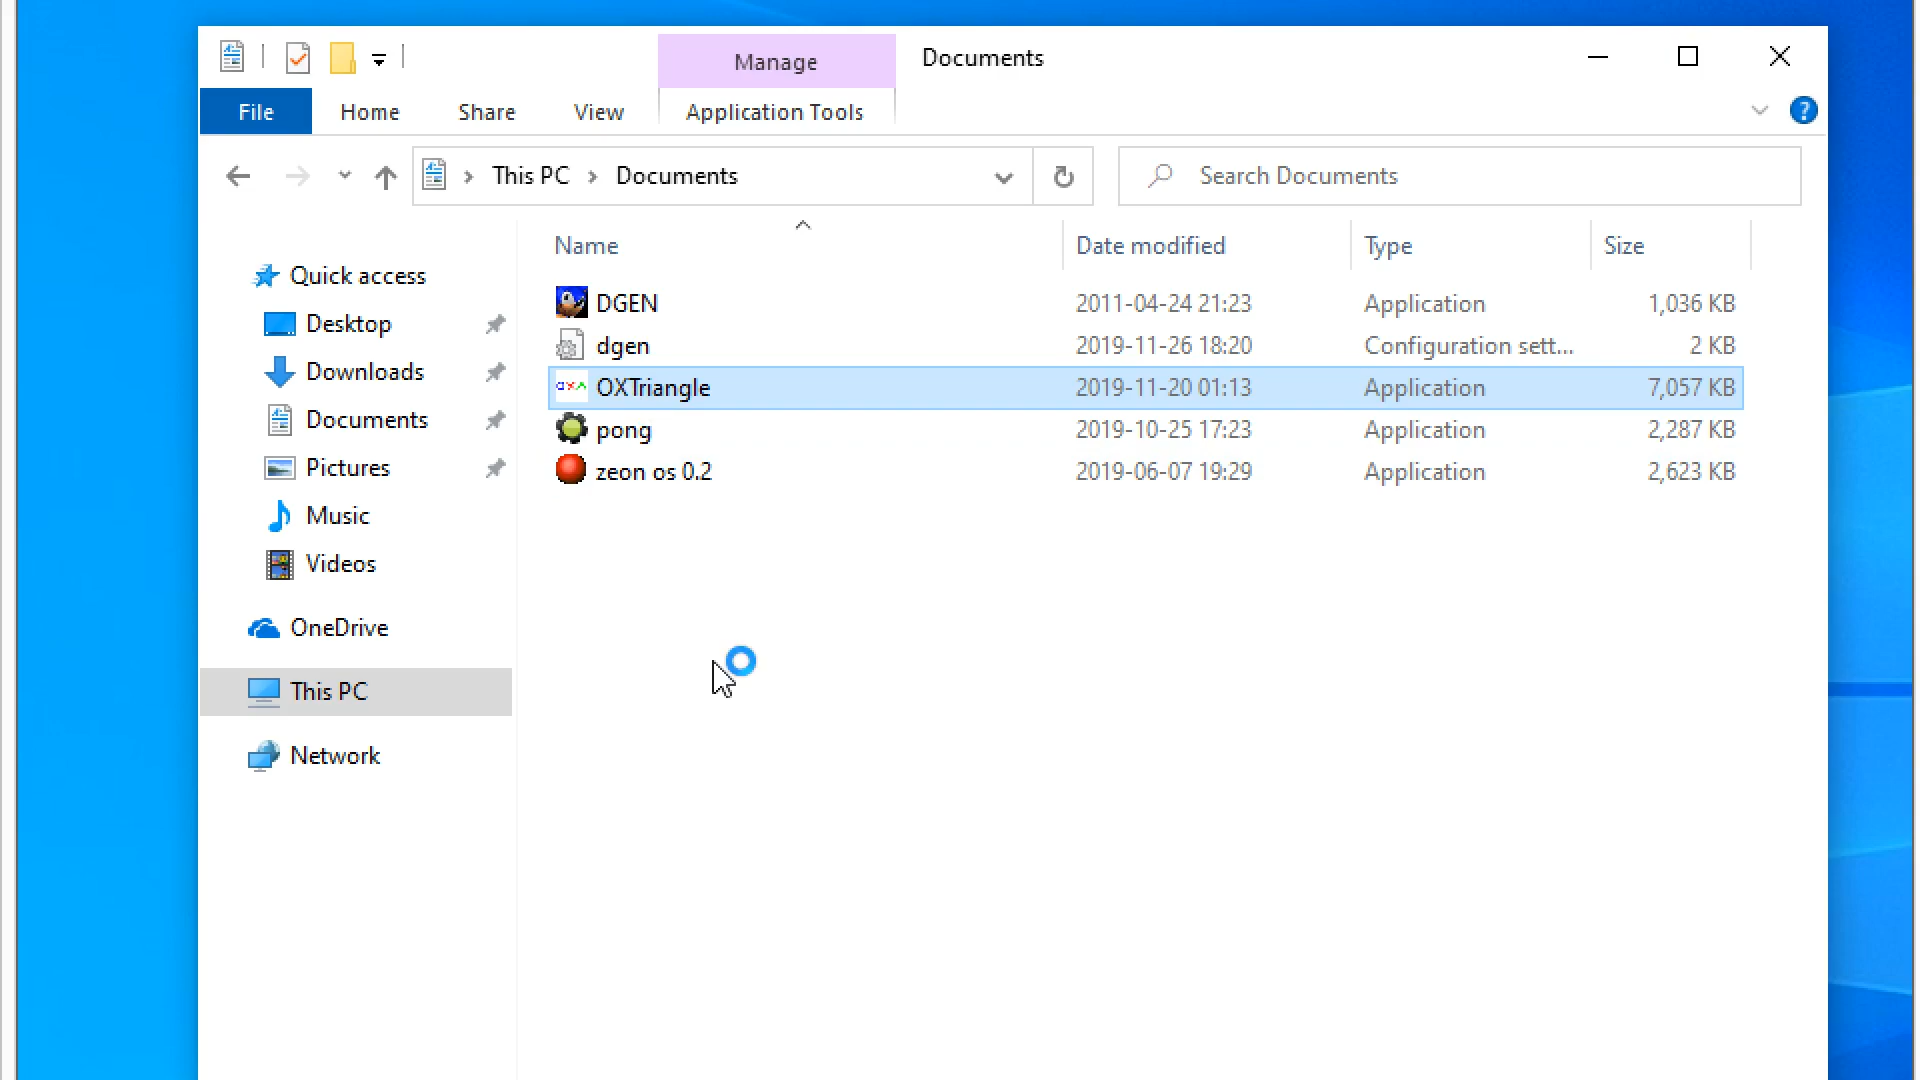 Manage
Documents
File
Home
Share
View
Application Tools
?
This PC
Documents
Search Documents
Name
Date modified
Type
Size
Quick access
Desktop
Downloads
Documents
Pictures
Music
Videos
OneDrive
This PC
Network
DGEN 2011-04-24 21:23 Application 1,036 KB
dgen 2019-11-26 18:20 Configuration sett... 2 KB
OXTriangle 2019-11-20 01:13 Application 7,057 KB
pong 2019-10-25 17:23 Application 2,287 KB
zeon os 0.2 2019-06-07 19:29 Application 2,623 KB